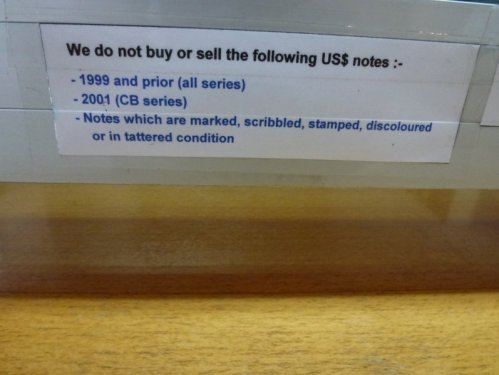 We do not buy or sell the following US$ notes :-
- 1999 and prior (all series)
- 2001 (CB series)
- Notes which are marked, scribbled, stamped, discoloured
or in tattered condition